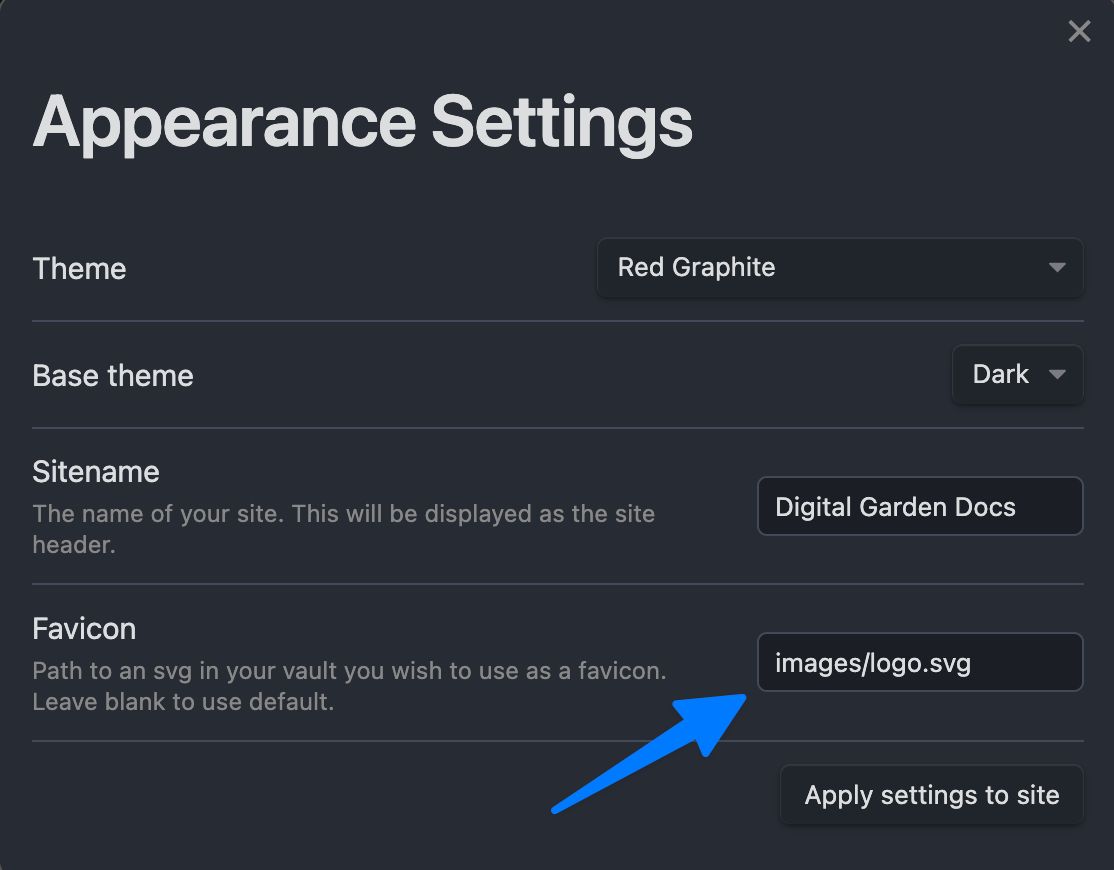 Appearance Settings
Theme
Red Graphite
Base theme
Dark
Sitename
The name of your site. This will be displayed as the site
header.
Digital Garden Docs
Favicon
Path to an svg in your vault you wish to use as a favicon.
Leave blank to use default.
images/logo.svg
Apply settings to site